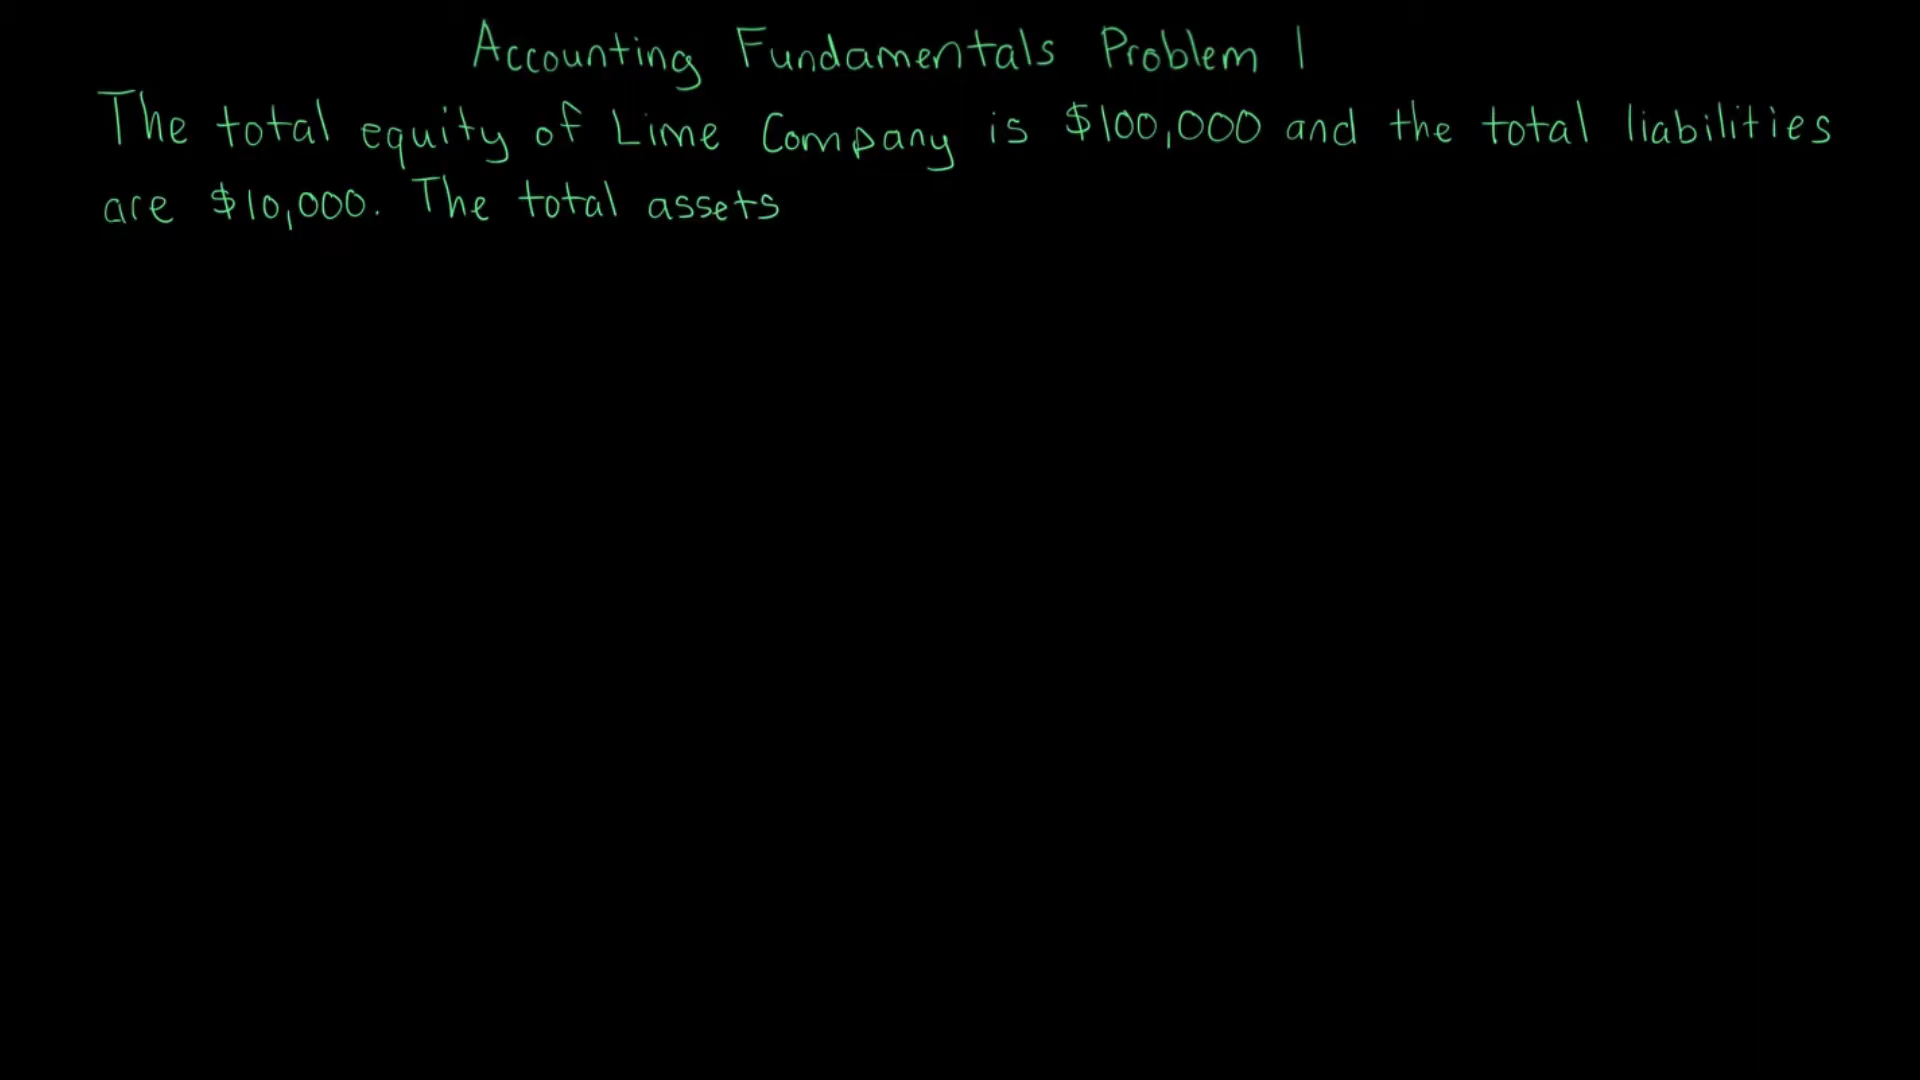 Accounting Fundamentals Problem 1
The total equity of Lime Company is $100,000 and the total liabilities
are $10,000. The total assets